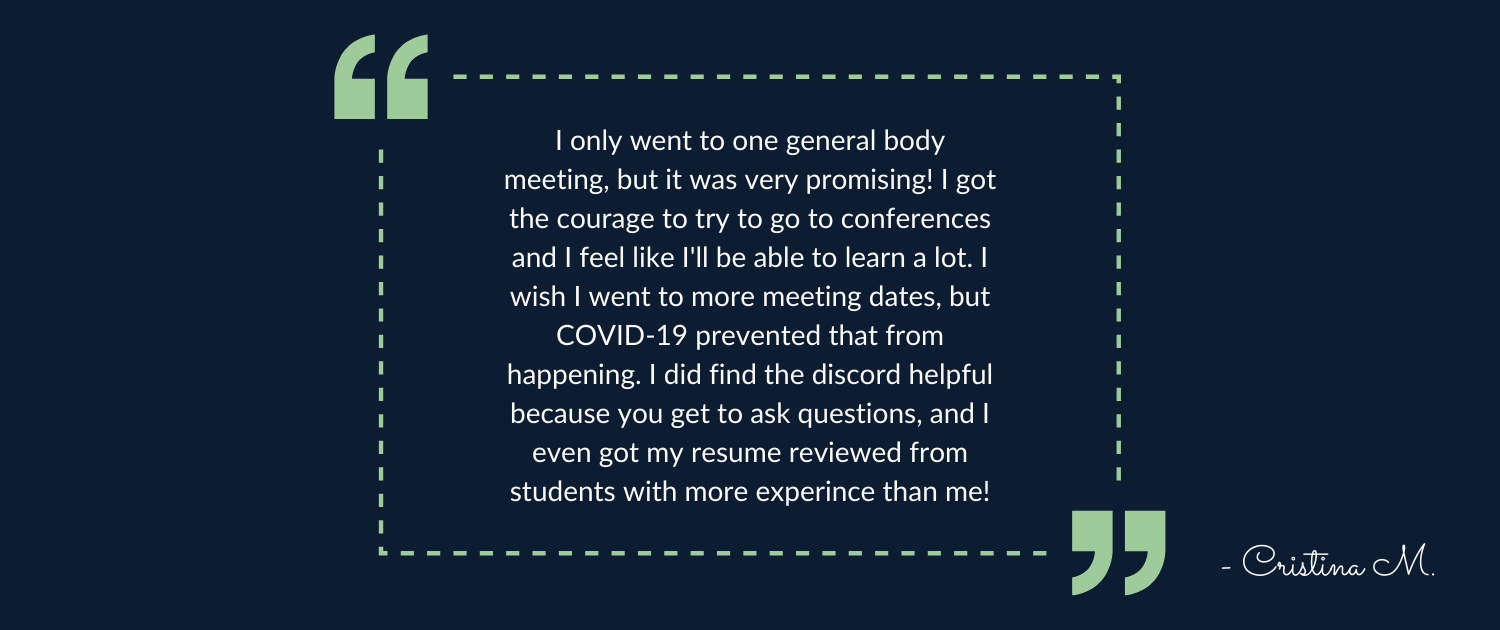 I only went to one general body
meeting, but it was very promising! I got
the courage to try to go to conferences
and I feel like I'll be able to learn a lot. I
wish I went to more meeting dates, but
COVID-19 prevented that from
happening. I did find the discord helpful
because you get to ask questions, and I
even got my resume reviewed from
students with more experince than me!
- Cristina M.